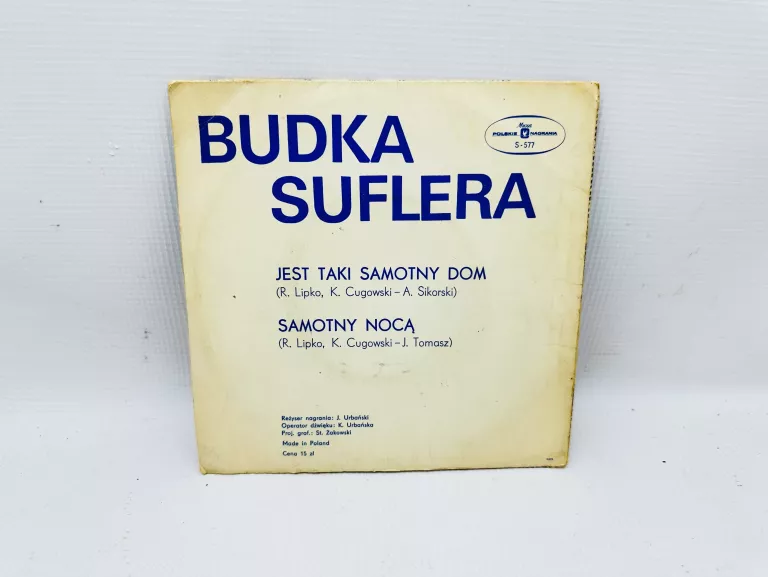 BUDKA
SUFLERA
Muza
POLSKIE NAGRANIA
S-577
JEST TAKI SAMOTNY DOM
(R. Lipko, K. Cugowski – A. Sikorski)
SAMOTNY NOCĄ
(R. Lipko, K. Cugowski – J. Tomasz)
Reżyser nagrania: J. Urbański
Operator dźwięku: K. Urbańska
Proj. graf.: St. Żakowski
Made in Poland
Cena 15 zł